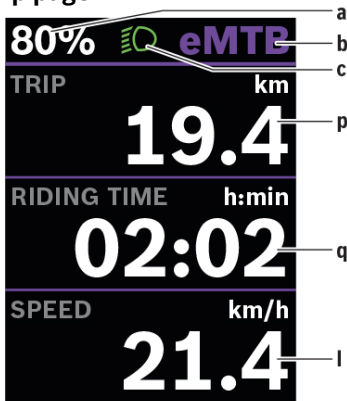 a
80% eMTB b
c
TRIP km
19.4 p
RIDING TIME h:min
02:02 q
SPEED km/h
21.4 l